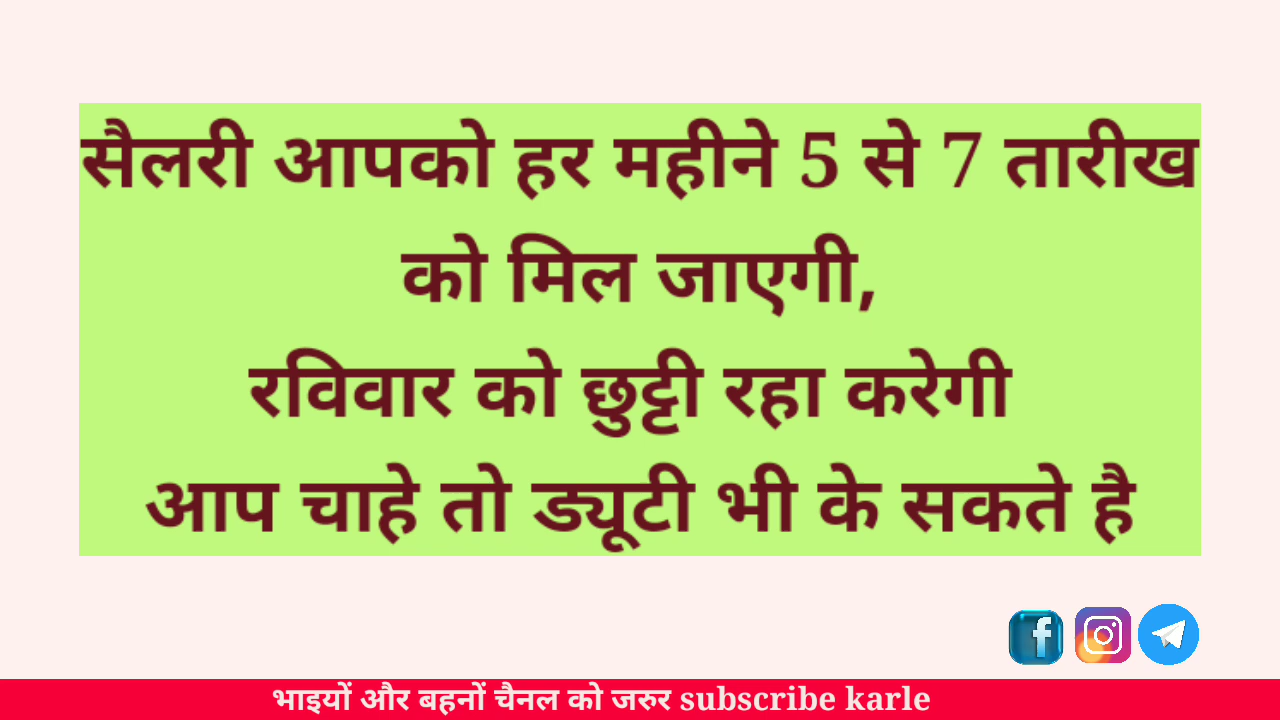 सैलरी आपको हर महीने 5 से 7 तारीख
को मिल जाएगी,
रविवार को छुट्टी रहा करेगी
आप चाहे तो ड्यूटी भी के सकते है
भाइयों और बहनों चैनल को जरुर subscribe karle